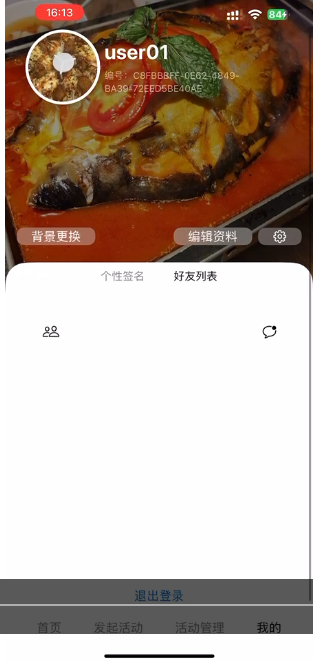 16:13
84+
user01
编号：C8FBBBFF-0E62-4849-
BA39-72EED5BE40A5
背景更换
编辑资料
个性签名
好友列表
退出登录
首页
发起活动
活动管理
我的